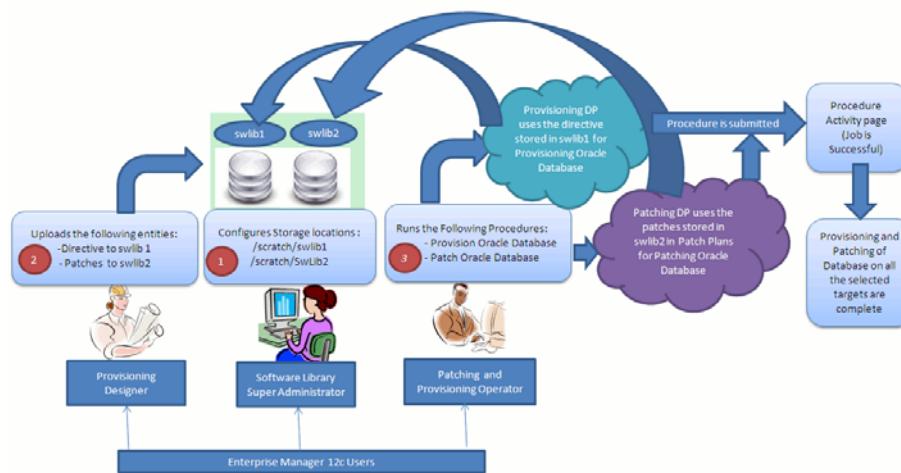 swlib1
swlib2
Provisioning DP
uses the directive
stored in swlib1 for
Provisioning Oracle
Database
Procedure is submitted
Procedure
Activity page
(Job is
Successful)
Uploads the following entities:
-Directive to swlib 1
- Patches to swlib2
2
Configures Storage locations :
/scratch/swlib1
/scratch/SwLib2
1
Runs the Following Procedures:
- Provision Oracle Database
- Patch Oracle Database
3
Patching DP uses the
patches stored in
swlib2 in Patch Plans
for Patching Oracle
Database
Provisioning and
Patching of
Database on all
the selected
targets are
complete
Provisioning
Designer
Software Library
Super Administrator
Patching and
Provisioning Operator
Enterprise Manager 12c Users